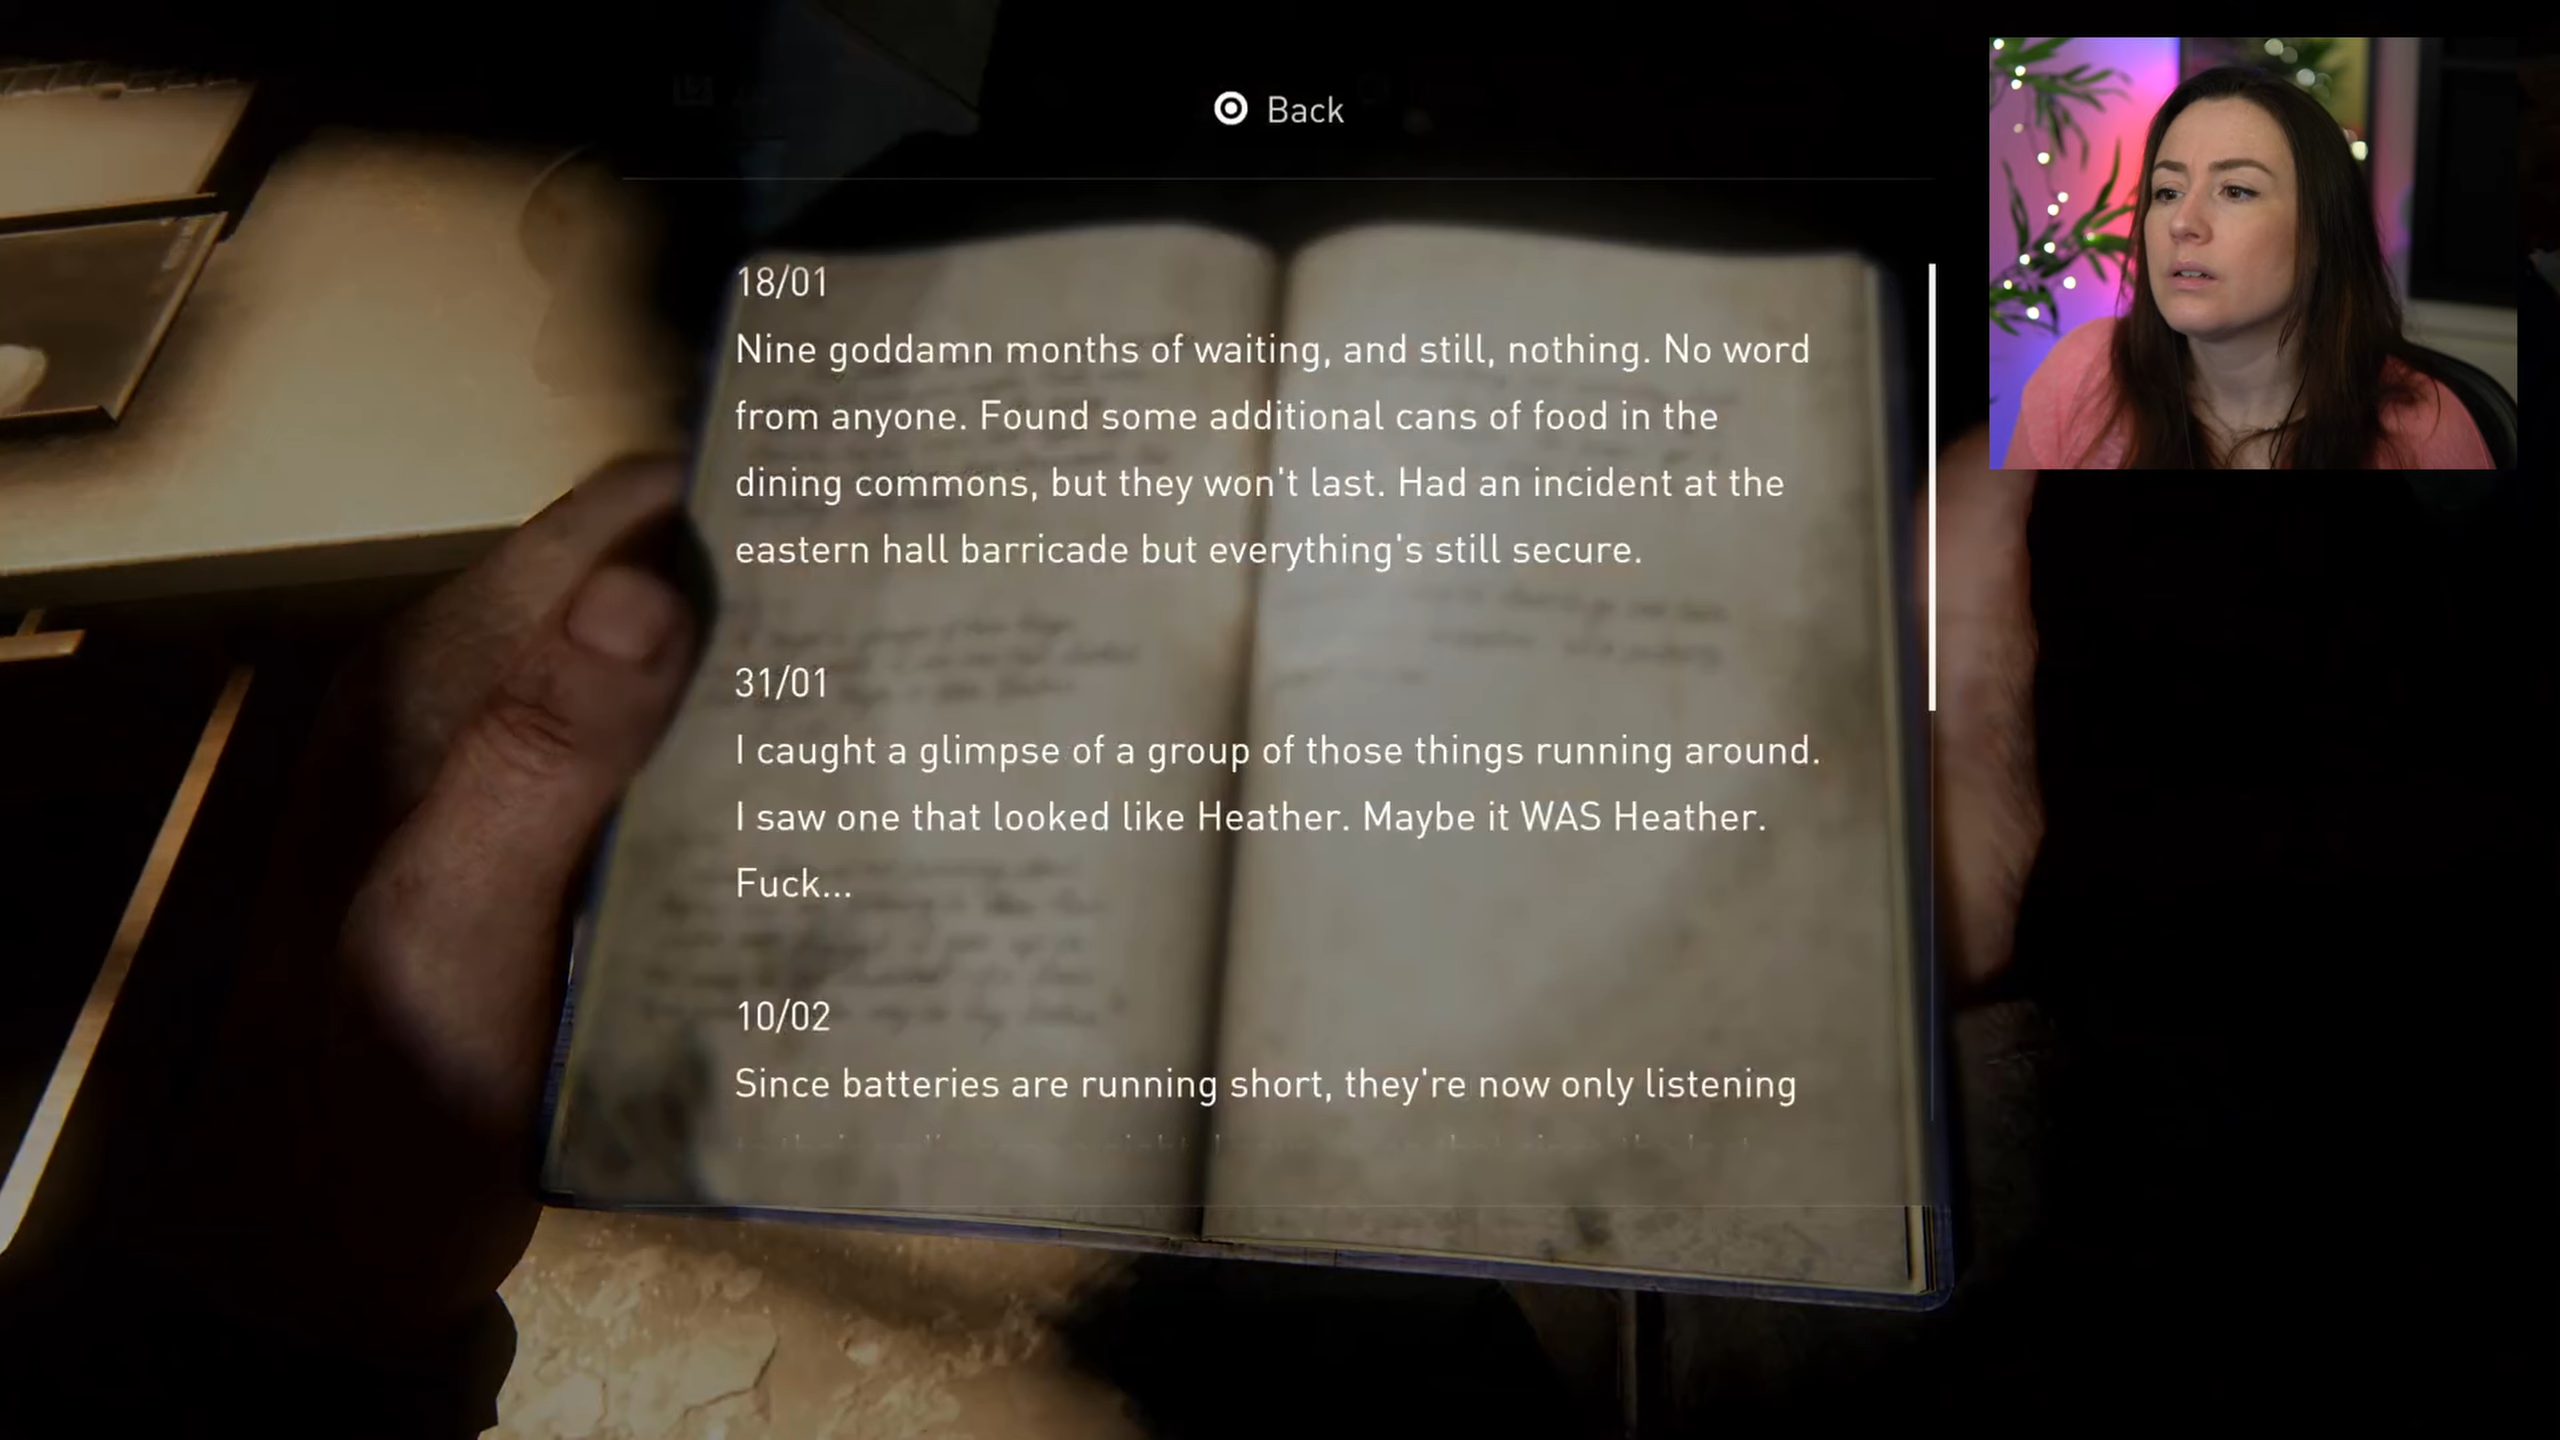 Back
18/01
Nine goddamn months of waiting, and still, nothing. No word
from anyone. Found some additional cans of food in the
dining commons, but they won't last. Had an incident at the
eastern hall barricade but everything's still secure.
31/01
I caught a glimpse of a group of those things running around.
I saw one that looked like Heather. Maybe it WAS Heather.
Fuck...
10/02
Since batteries are running short, they're now only listening